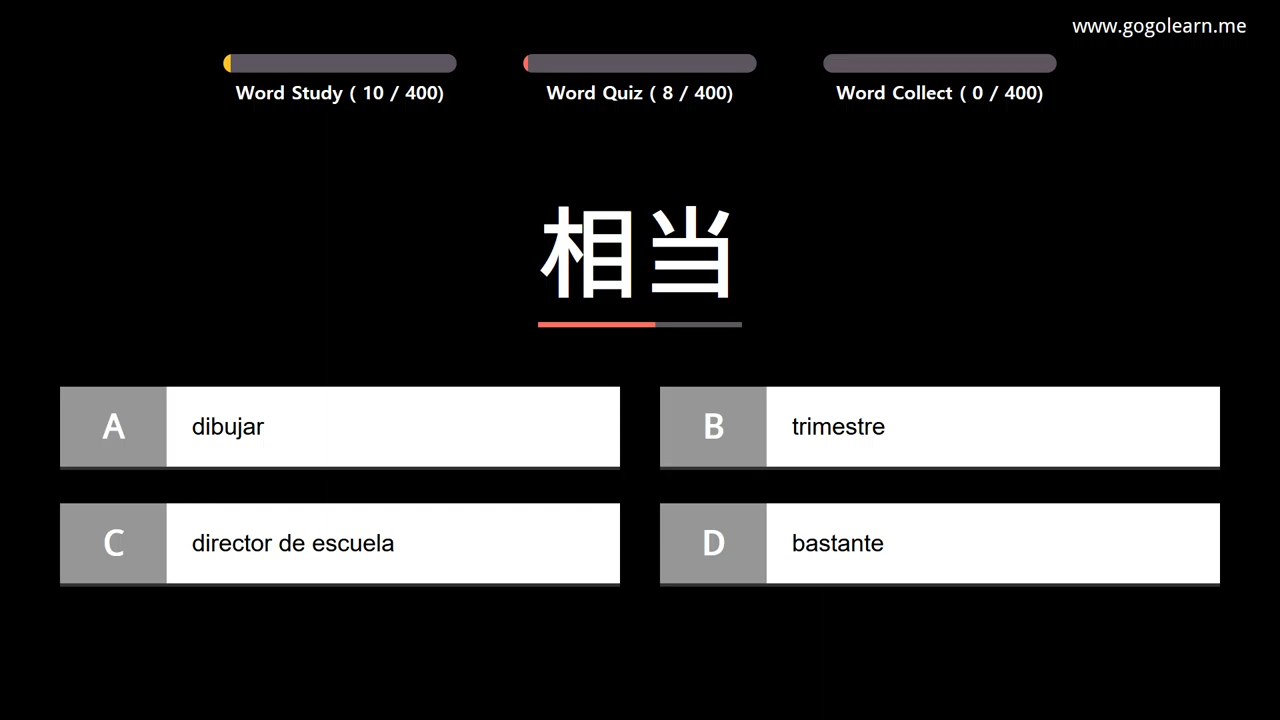 www.gogolearn.me
Word Study ( 10 / 400)
Word Quiz ( 8 / 400)
Word Collect ( 0 / 400)
相当
A dibujar
B trimestre
C director de escuela
D bastante